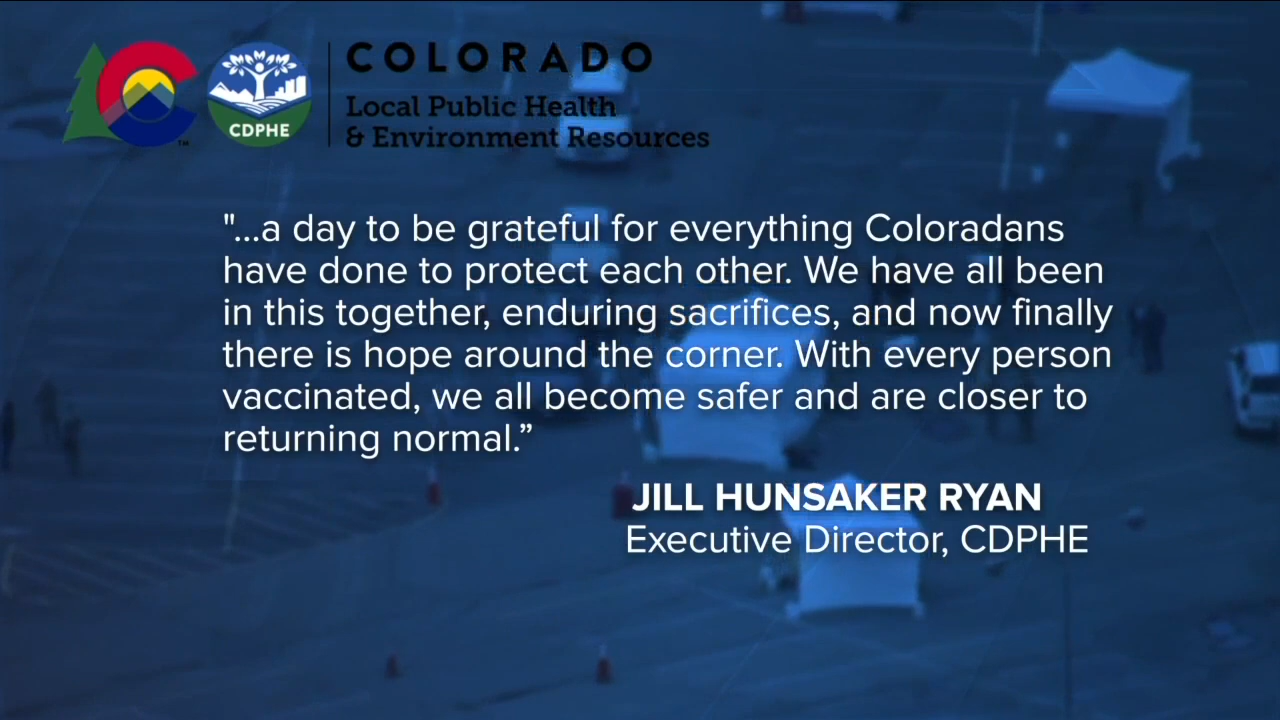 COLORADO
Local Public Health
& Environment Resources
CDPHE
TM
"...a day to be grateful for everything Coloradans
have done to protect each other. We have all been
in this together, enduring sacrifices, and now finally
there is hope around the corner. With every person
vaccinated, we all become safer and are closer to
returning normal.”
JILL HUNSAKER RYAN
Executive Director, CDPHE